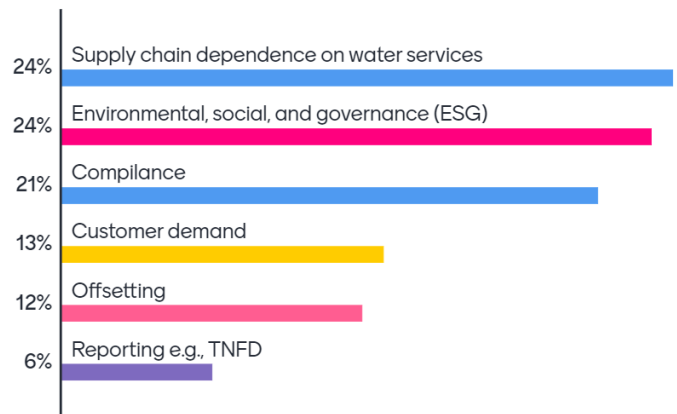 Supply chain dependence on water services
24%
Environmental, social, and governance (ESG)
24%
Compilance
21%
Customer demand
13%
Offsetting
12%
Reporting e.g., TNFD
6%